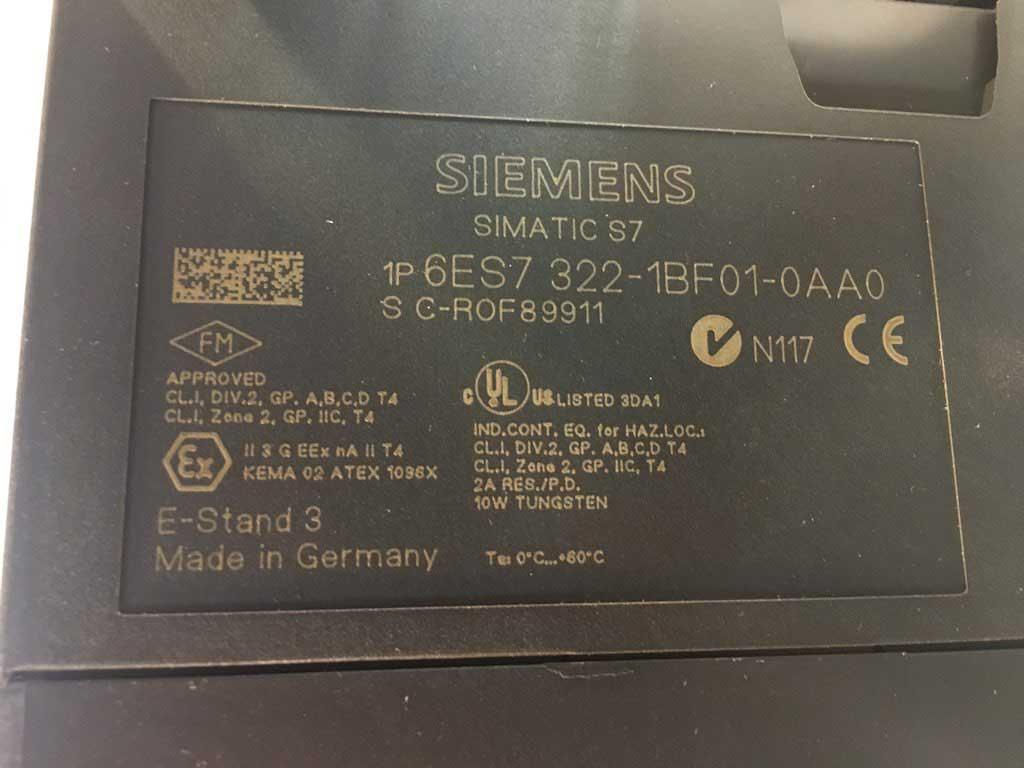 SIEMENS
SIMATIC S7
1P 6ES7 322-1BF01-0AA0
S C-R0F89911
N117
CE
FM
APPROVED
CL.I, DIV.2, GP. A,B,C,D T4
CL.I, Zone 2, GP. IIC, T4
Ex
II 3 G EEx nA II T4
KEMA 02 ATEX 1096X
E-Stand 3
Made in Germany
C UL US LISTED 3DA1
IND.CONT. EQ. for HAZ.LOC.:
CL.I, DIV.2, GP. A,B,C,D T4
CL.I, Zone 2, GP. IIC, T4
2A RES./P.D.
10W TUNGSTEN
Ta: 0°C...+60°C